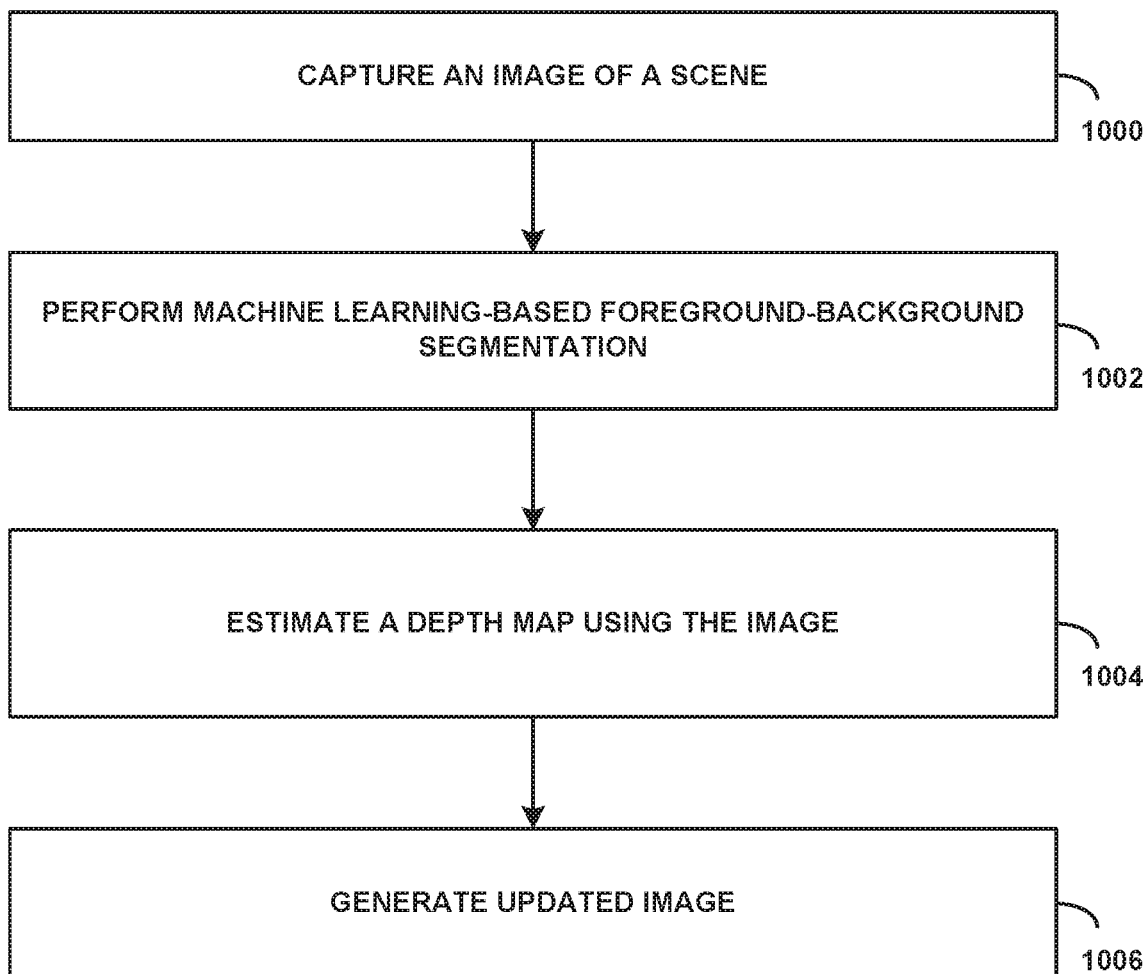 CAPTURE AN IMAGE OF A SCENE
1000
PERFORM MACHINE LEARNING-BASED FOREGROUND-BACKGROUND
SEGMENTATION
1002
ESTIMATE A DEPTH MAP USING THE IMAGE
1004
GENERATE UPDATED IMAGE
1006